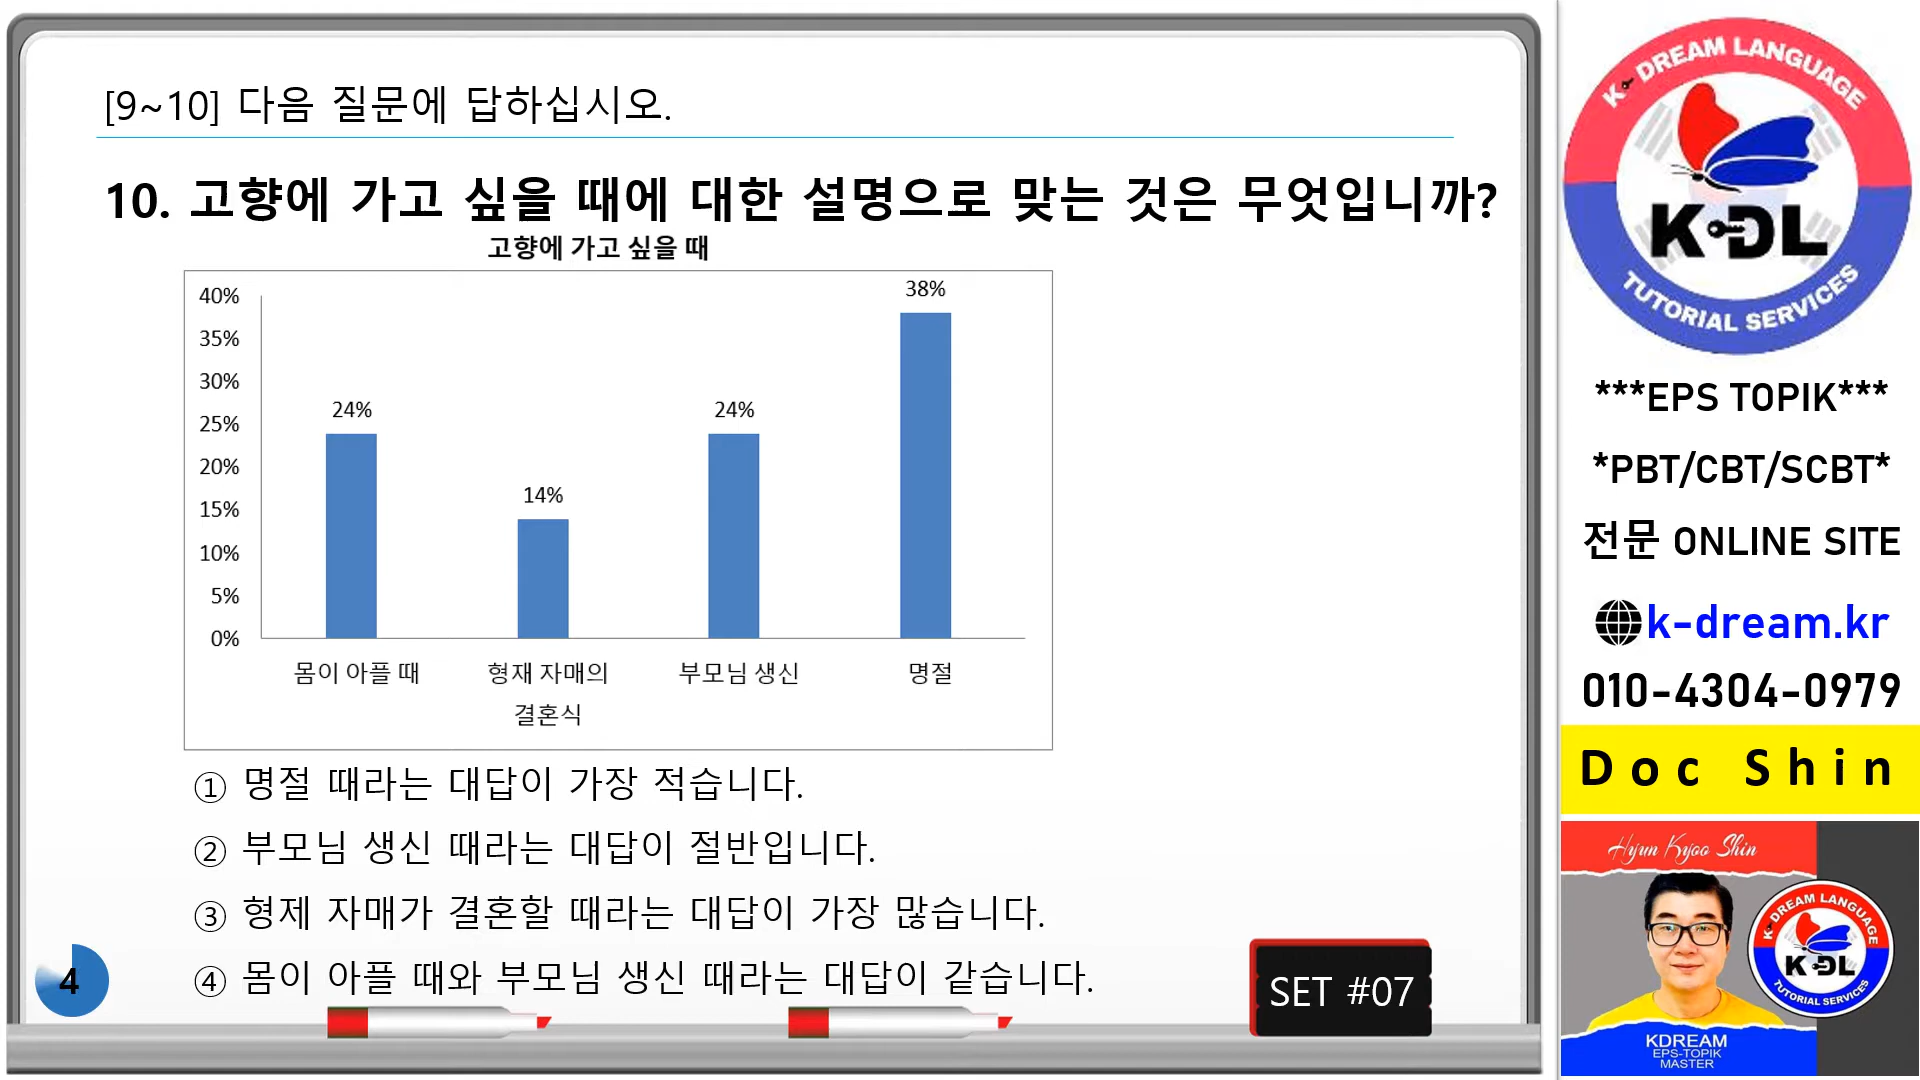 [9~10] 다음 질문에 답하십시오.
10. 고향에 가고 싶을 때에 대한 설명으로 맞는 것은 무엇입니까?
고향에 가고 싶을 때
40%
35%
30%
25%
20%
15%
10%
5%
0%
24%
14%
24%
38%
몸이 아플 때
형재 자매의
결혼식
부모님 생신
명절
① 명절 때라는 대답이 가장 적습니다.
② 부모님 생신 때라는 대답이 절반입니다.
③ 형제 자매가 결혼할 때라는 대답이 가장 많습니다.
④ 몸이 아플 때와 부모님 생신 때라는 대답이 같습니다.
4
SET #07
K DREAM LANGUAGE
K DL
TUTORIAL SERVICES
***EPS TOPIK***
*PBT/CBT/SCBT*
전문 ONLINE SITE
k-dream.kr
010-4304-0979
Doc Shin
Hyun Kyoo Shin
K DREAM LANGUAGE
K DL
TUTORIAL SERVICES
KDREAM
EPS-TOPIK
MASTER